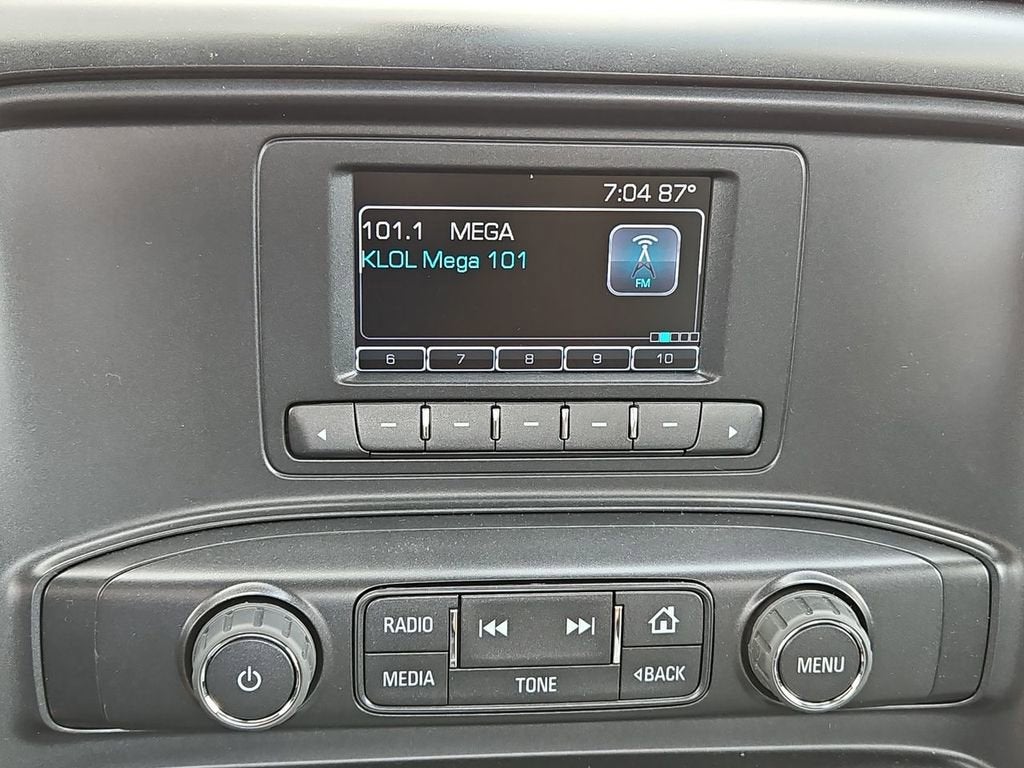 7:04 87°
101.1 MEGA
KLOL Mega 101
FM
6 7 8 9 10
RADIO
MEDIA
TONE
◁BACK
MENU